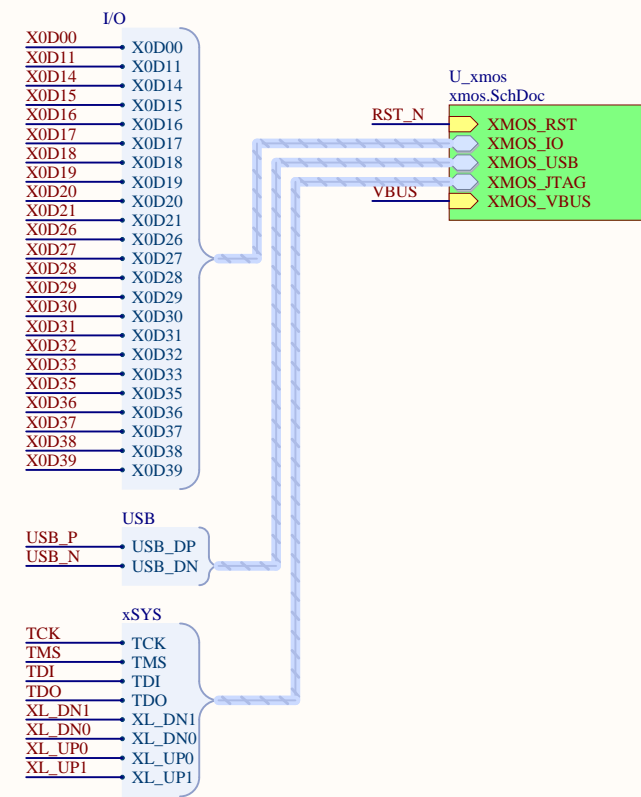 I/O
X0D00 X0D00
X0D11 X0D11
X0D14 X0D14
X0D15 X0D15
X0D16 X0D16
X0D17 X0D17
X0D18 X0D18
X0D19 X0D19
X0D20 X0D20
X0D21 X0D21
X0D26 X0D26
X0D27 X0D27
X0D28 X0D28
X0D29 X0D29
X0D30 X0D30
X0D31 X0D31
X0D32 X0D32
X0D33 X0D33
X0D35 X0D35
X0D36 X0D36
X0D37 X0D37
X0D38 X0D38
X0D39 X0D39
USB
USB_P USB_DP
USB_N USB_DN
xSYS
TCK TCK
TMS TMS
TDI TDI
TDO TDO
XL_DN1 XL_DN1
XL_DN0 XL_DN0
XL_UP0 XL_UP0
XL_UP1 XL_UP1
U_xmos
xmos.SchDoc
RST_N XMOS_RST
XMOS_IO
XMOS_USB
XMOS_JTAG
VBUS XMOS_VBUS